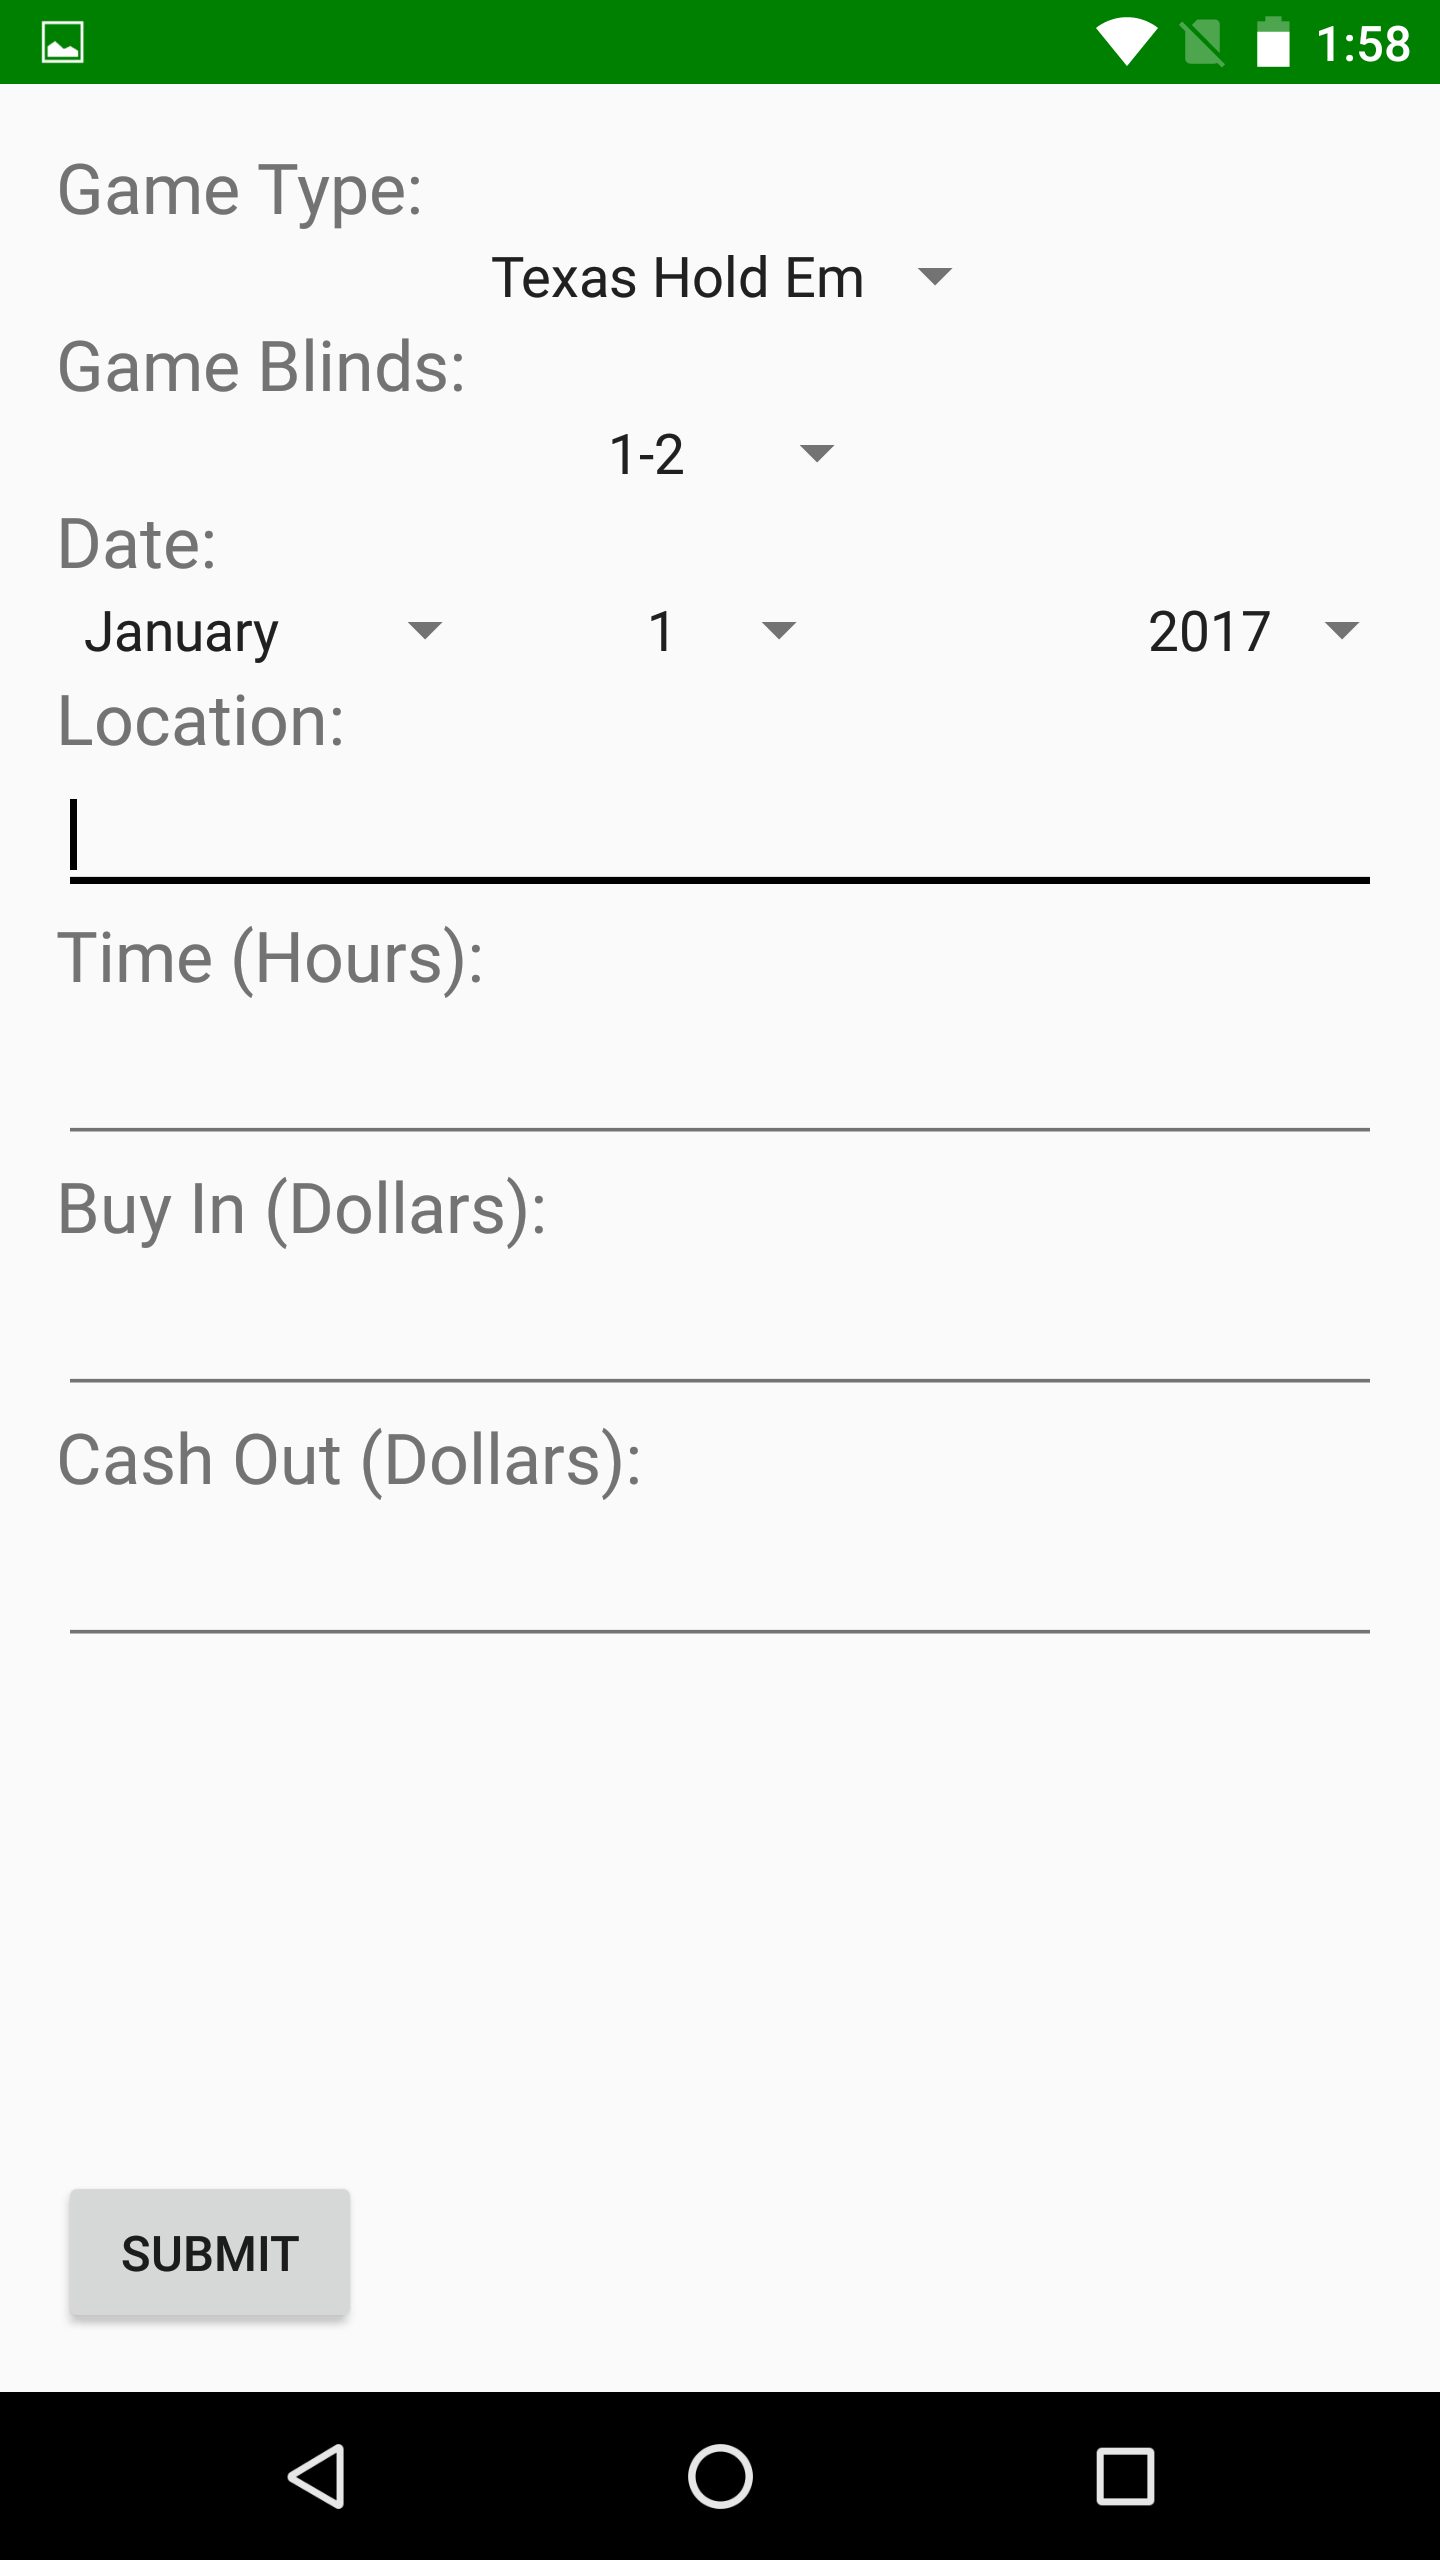 1:58
Game Type:
Texas Hold Em
Game Blinds:
1-2
Date:
January 1 2017
Location:
Time (Hours):
Buy In (Dollars):
Cash Out (Dollars):
SUBMIT